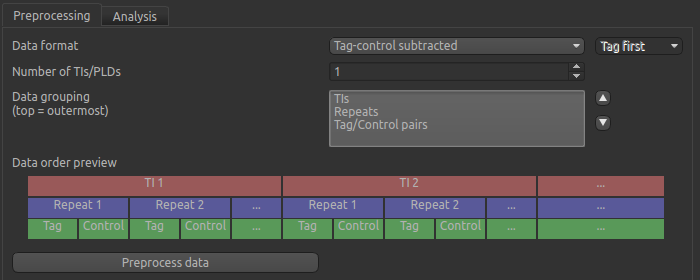 Preprocessing Analysis
Data format Tag-control subtracted Tag first
Number of TIs/PLDs 1
Data grouping
(top = outermost)
TIs
Repeats
Tag/Control pairs
Data order preview
TI 1 TI 2 ...
Repeat 1 Repeat 2 ... Repeat 1 Repeat 2 ... ...
Tag Control Tag Control ... Tag Control Tag Control ... ...
Preprocess data